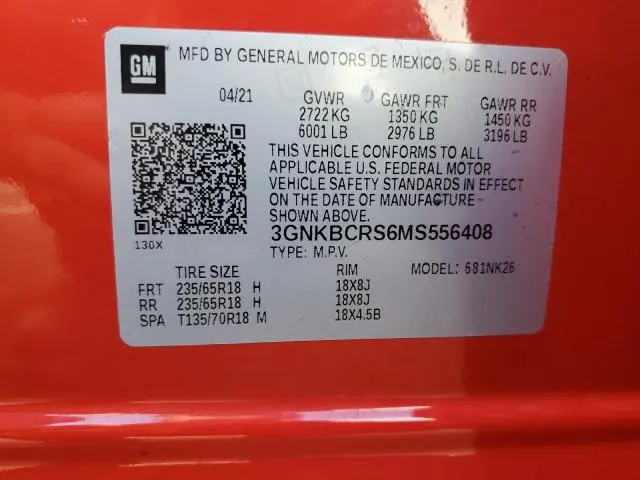 GM
MFD BY GENERAL MOTORS DE MEXICO, S. DE R.L. DE C.V.
04/21 GVWR GAWR FRT GAWR RR
2722 KG 1350 KG 1450 KG
6001 LB 2976 LB 3196 LB
THIS VEHICLE CONFORMS TO ALL
APPLICABLE U.S. FEDERAL MOTOR
VEHICLE SAFETY STANDARDS IN EFFECT
ON THE DATE OF MANUFACTURE
SHOWN ABOVE.
3GNKBCRS6MS556408
130X TYPE: M.P.V.
TIRE SIZE RIM MODEL: 681NK26
FRT 235/65R18 H 18X8J
RR 235/65R18 H 18X8J
SPA T135/70R18 M 18X4.5B